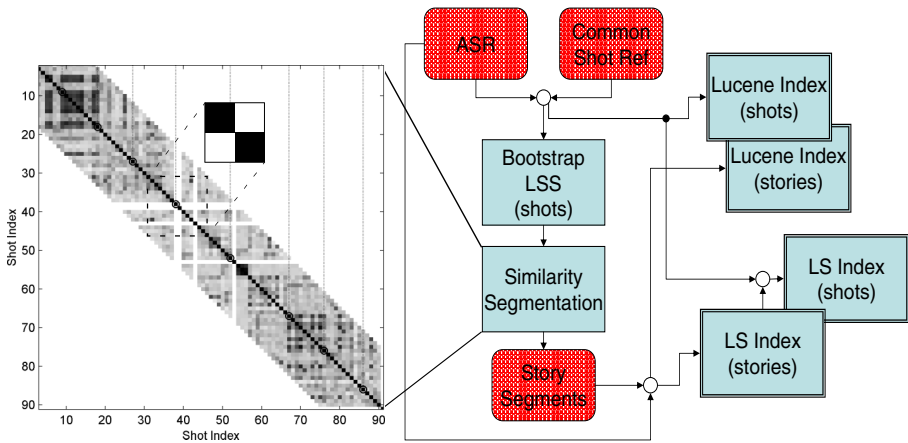 ASR
Common
Shot Ref
Lucene Index
(shots)
Lucene Index
(stories)
Bootstrap
LSS
(shots)
Similarity
Segmentation
LS Index
(shots)
LS Index
(stories)
Story
Segments
Shot Index
10
20
30
40
50
60
70
80
90
10 20 30 40 50 60 70 80 90
Shot Index